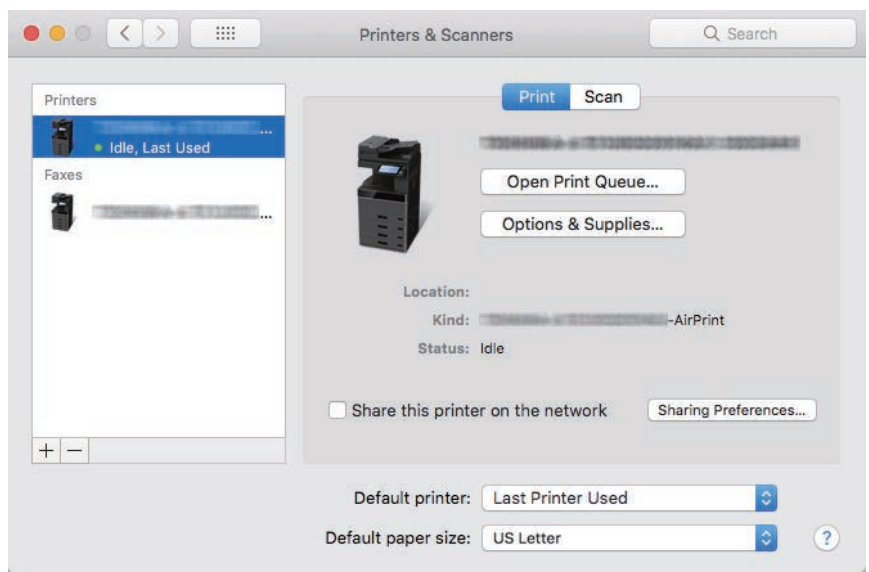 Printers & Scanners
Search
Printers
...
Idle, Last Used
Faxes
...
Print Scan
Open Print Queue...
Options & Supplies...
Location:
Kind: -AirPrint
Status: Idle
Share this printer on the network
Sharing Preferences...
+ −
Default printer: Last Printer Used
Default paper size: US Letter
?